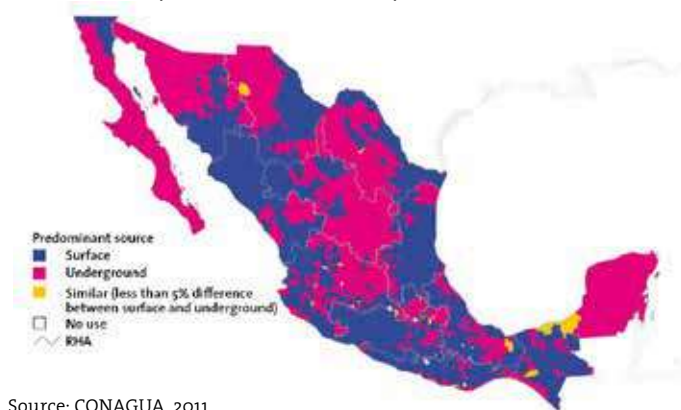 Predominant source
Surface
Underground
Similar (less than 5% difference
between surface and underground)
No use
RHA
Source: CONAGUA, 2011